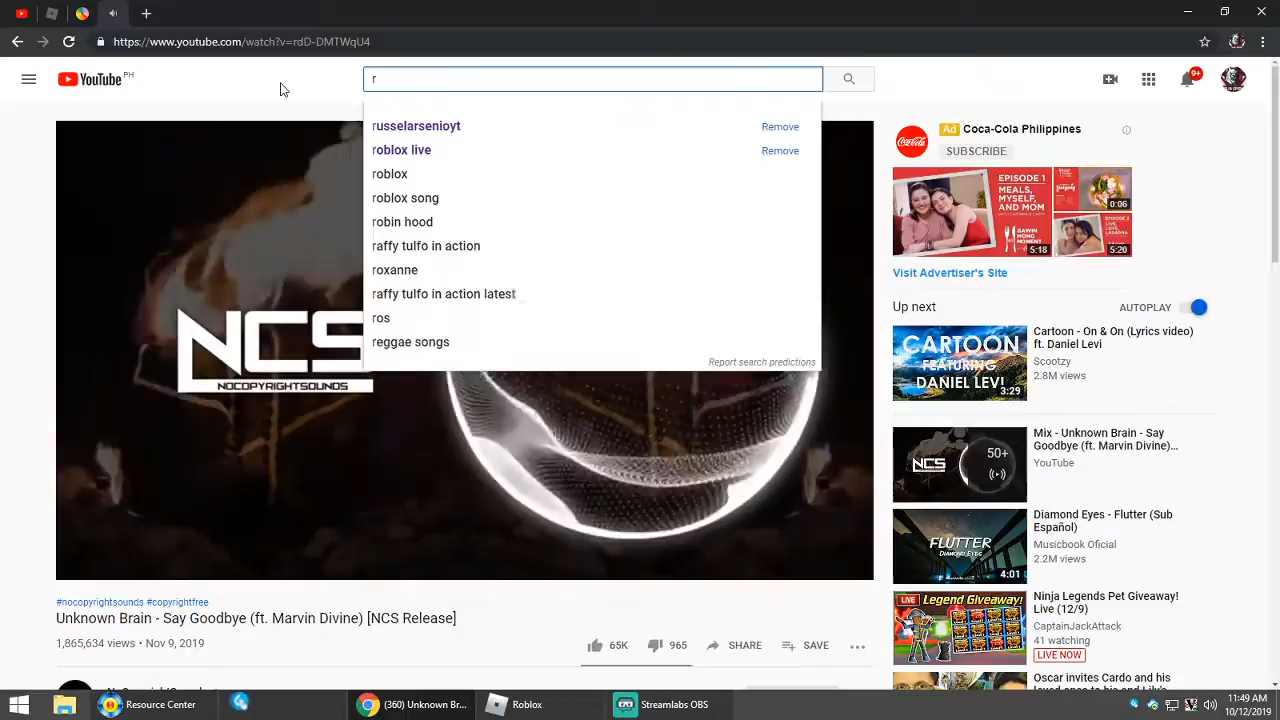 https://www.youtube.com/watch?v=rdD-DMTWqU4
YouTube PH
r
9+
russelarsenioyt Remove
roblox live Remove
roblox
roblox song
robin hood
raffy tulfo in action
roxanne
raffy tulfo in action latest
ros
reggae songs
Report search predictions
NCS
NOCOPYRIGHTSOUNDS
#nocopyrightsounds #copyrightfree
Unknown Brain - Say Goodbye (ft. Marvin Divine) [NCS Release]
1,865,634 views • Nov 9, 2019
65K 965 SHARE SAVE
Ad Coca-Cola Philippines
SUBSCRIBE
EPISODE 1
MEALS,
MYSELF,
AND MOM
5:18
0:06
5:20
Visit Advertiser's Site
Up next AUTOPLAY
CARTOON
FEATURING
DANIEL LEVI
3:29
Cartoon - On & On (Lyrics video)
ft. Daniel Levi
Scootzy
2.8M views
NCS
50+
Mix - Unknown Brain - Say
Goodbye (ft. Marvin Divine)...
YouTube
FLUTTER
DIAMOND EYES
4:01
Diamond Eyes - Flutter (Sub
Español)
Musicbook Oficial
2.2M views
LIVE Legend Giveaway!
Ninja Legends Pet Giveaway!
Live (12/9)
CaptainJackAttack
41 watching
LIVE NOW
Oscar invites Cardo and his
Resource Center
(360) Unknown Br...
Roblox
Streamlabs OBS
11:49 AM
10/12/2019